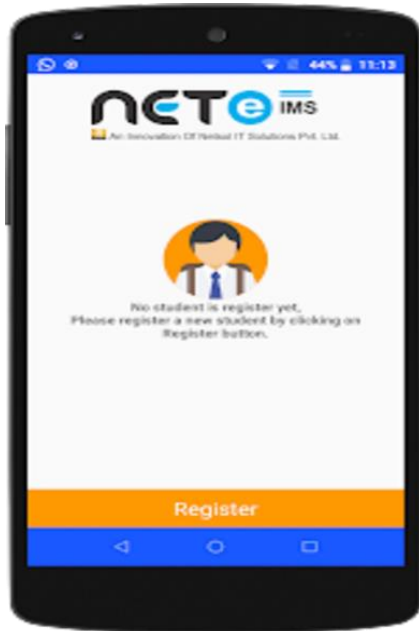 44% 11:13
NETe IMS
An Innovation Of Netsol IT Solutions Pvt. Ltd.
No student is register yet,
Please register a new student by clicking on
Register button.
Register